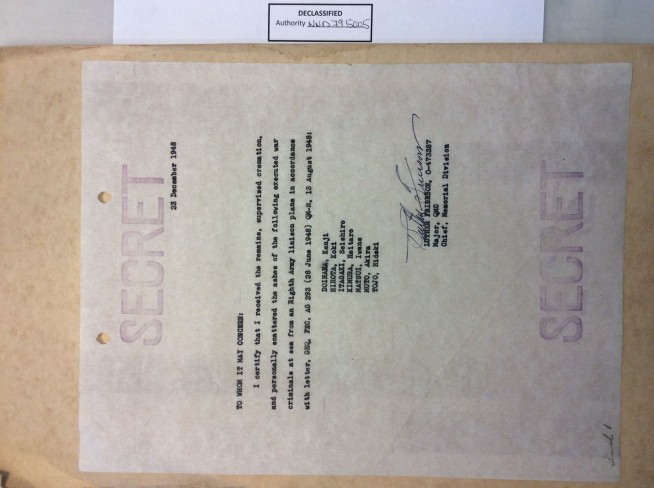 DECLASSIFIED
Authority NND 795005
SECRET
23 December 1948
TO WHOM IT MAY CONCERN:
I certify that I received the remains, supervised cremation,
and personally scattered the ashes of the following executed war
criminals at sea from an Eighth Army liaison plane in accordance
with letter, GHQ, FEC, AG 293 (28 June 1948) QM-M, 13 August 1948:
DOIHARA, Kenji
HIROTA, Koki
ITAGAKI, Seishiro
KIMURA, Heitaro
MATSUI, Iwane
MUTO, Akira
TOJO, Hideki
LUTHER FRIERSON, O-473387
Major, QMC
Chief, Memorial Division
SECRET